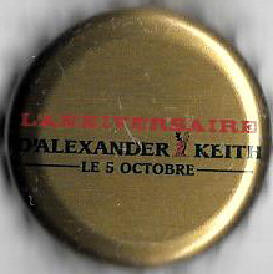 L'ANNIVERSAIRE
D'ALEXANDER KEITH
LE 5 OCTOBRE